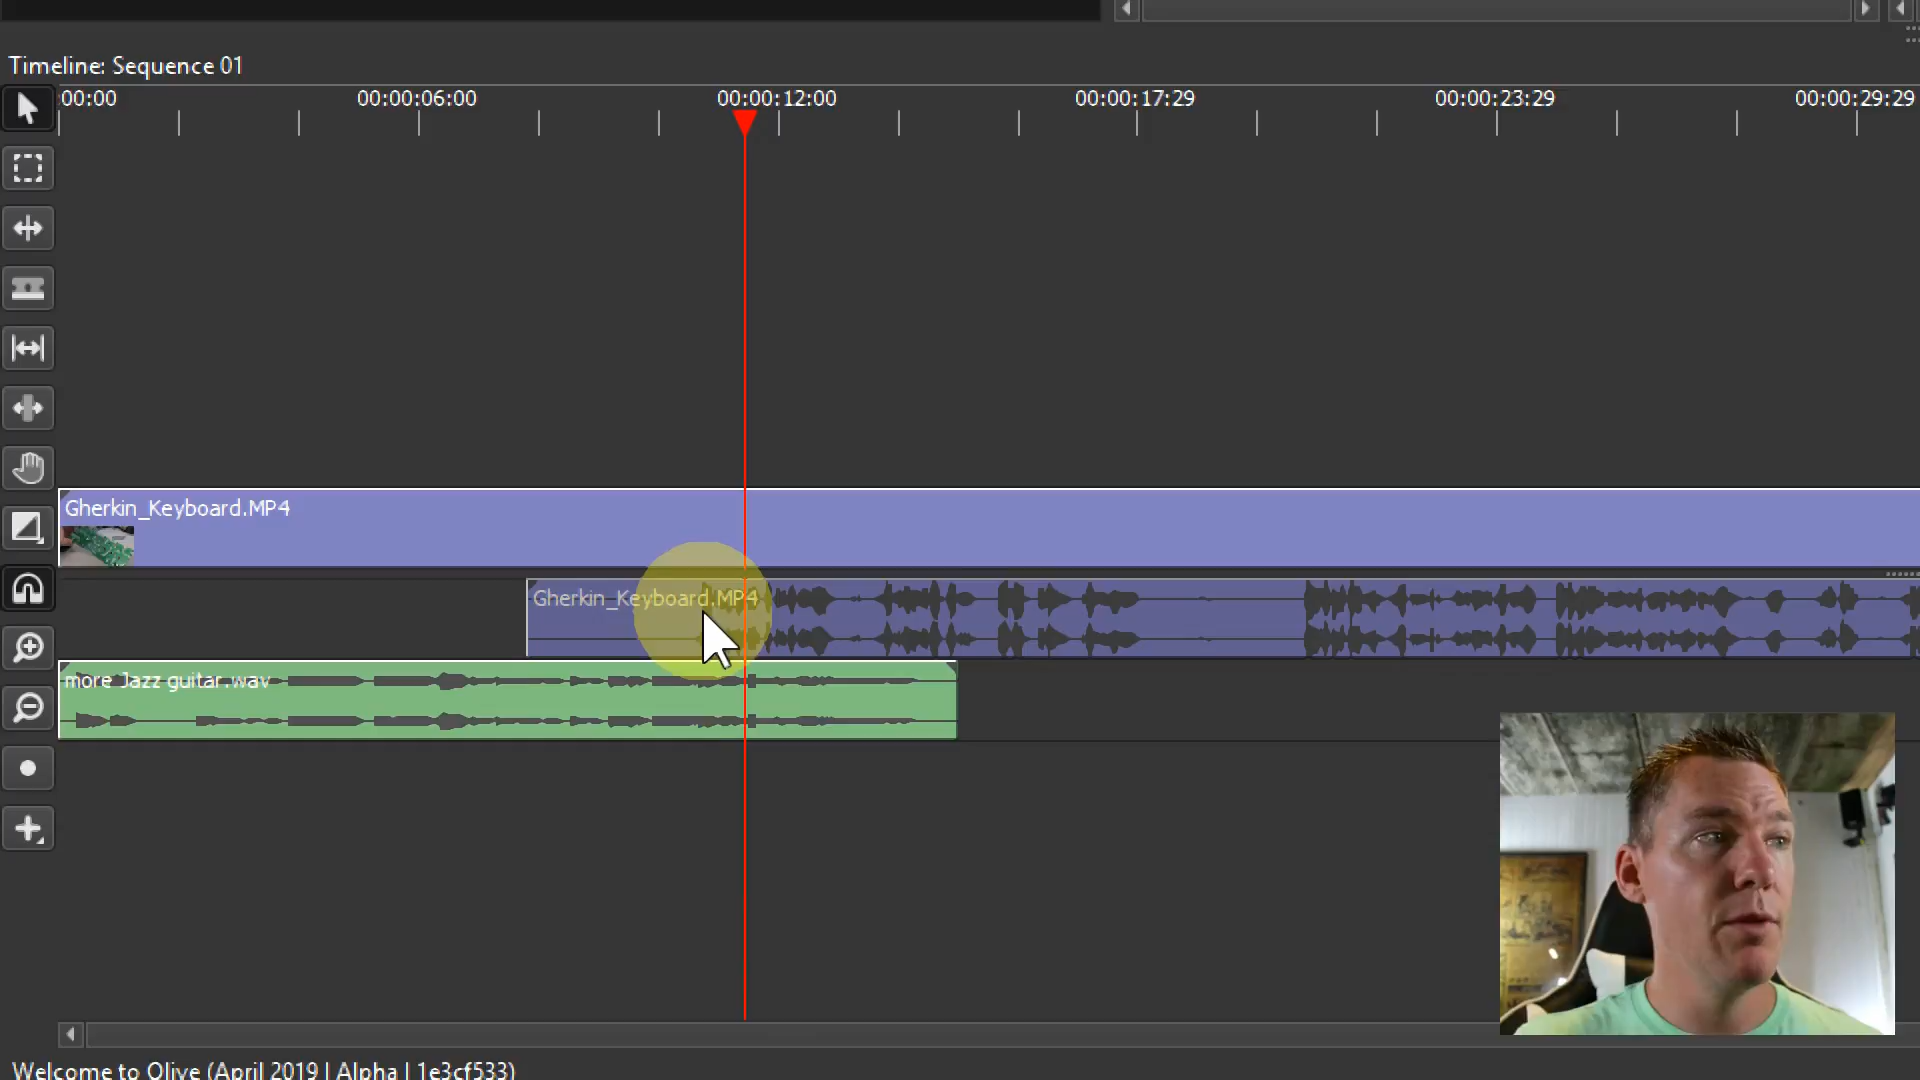 Timeline: Sequence 01
:00:00
00:00:06:00
00:00:12:00
00:00:17:29
00:00:23:29
00:00:29:29
Gherkin_Keyboard.MP4
Gherkin_Keyboard.MP4
more Jazz guitar.wav
Welcome to Olive (April 2019 | Alpha | 1e3cf533)